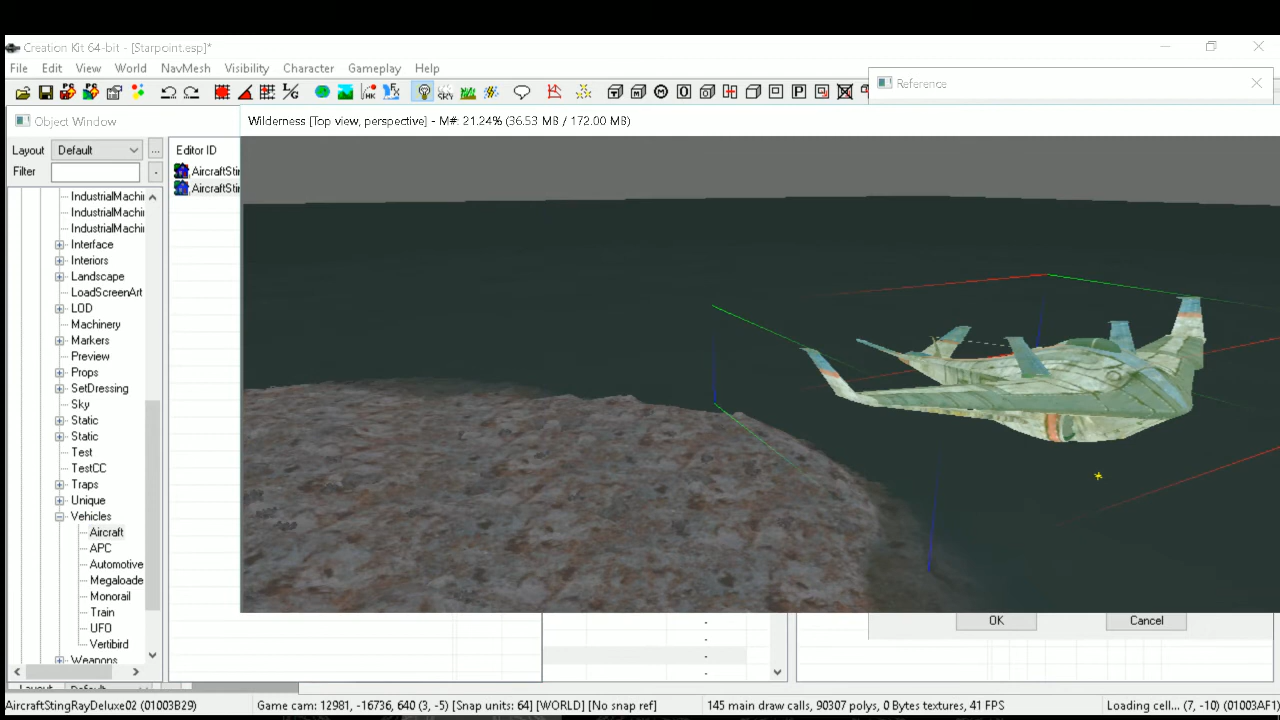 Creation Kit 64-bit - [Starpoint.esp]*
File Edit View World NavMesh Visibility Character Gameplay Help
Reference
Object Window
Wilderness [Top view, perspective] - M#: 21.24% (36.53 MB / 172.00 MB)
Layout Default ...
Editor ID
Filter
AircraftStin
AircraftStin
IndustrialMachi
IndustrialMachi
IndustrialMachi
Interface
Interiors
Landscape
LoadScreenArt
LOD
Machinery
Markers
Preview
Props
SetDressing
Sky
Static
Static
Test
TestCC
Traps
Unique
Vehicles
Aircraft
APC
Automotive
Megaloade
Monorail
Train
UFO
Vertibird
Weapons
OK Cancel
Layout Default
AircraftStingRayDeluxe02 (01003B29)
Game cam: 12981, -16736, 640 (3, -5) [Snap units: 64] [WORLD] [No snap ref]
145 main draw calls, 90307 polys, 0 Bytes textures, 41 FPS
Loading cell... (7, -10) (01003AF1)